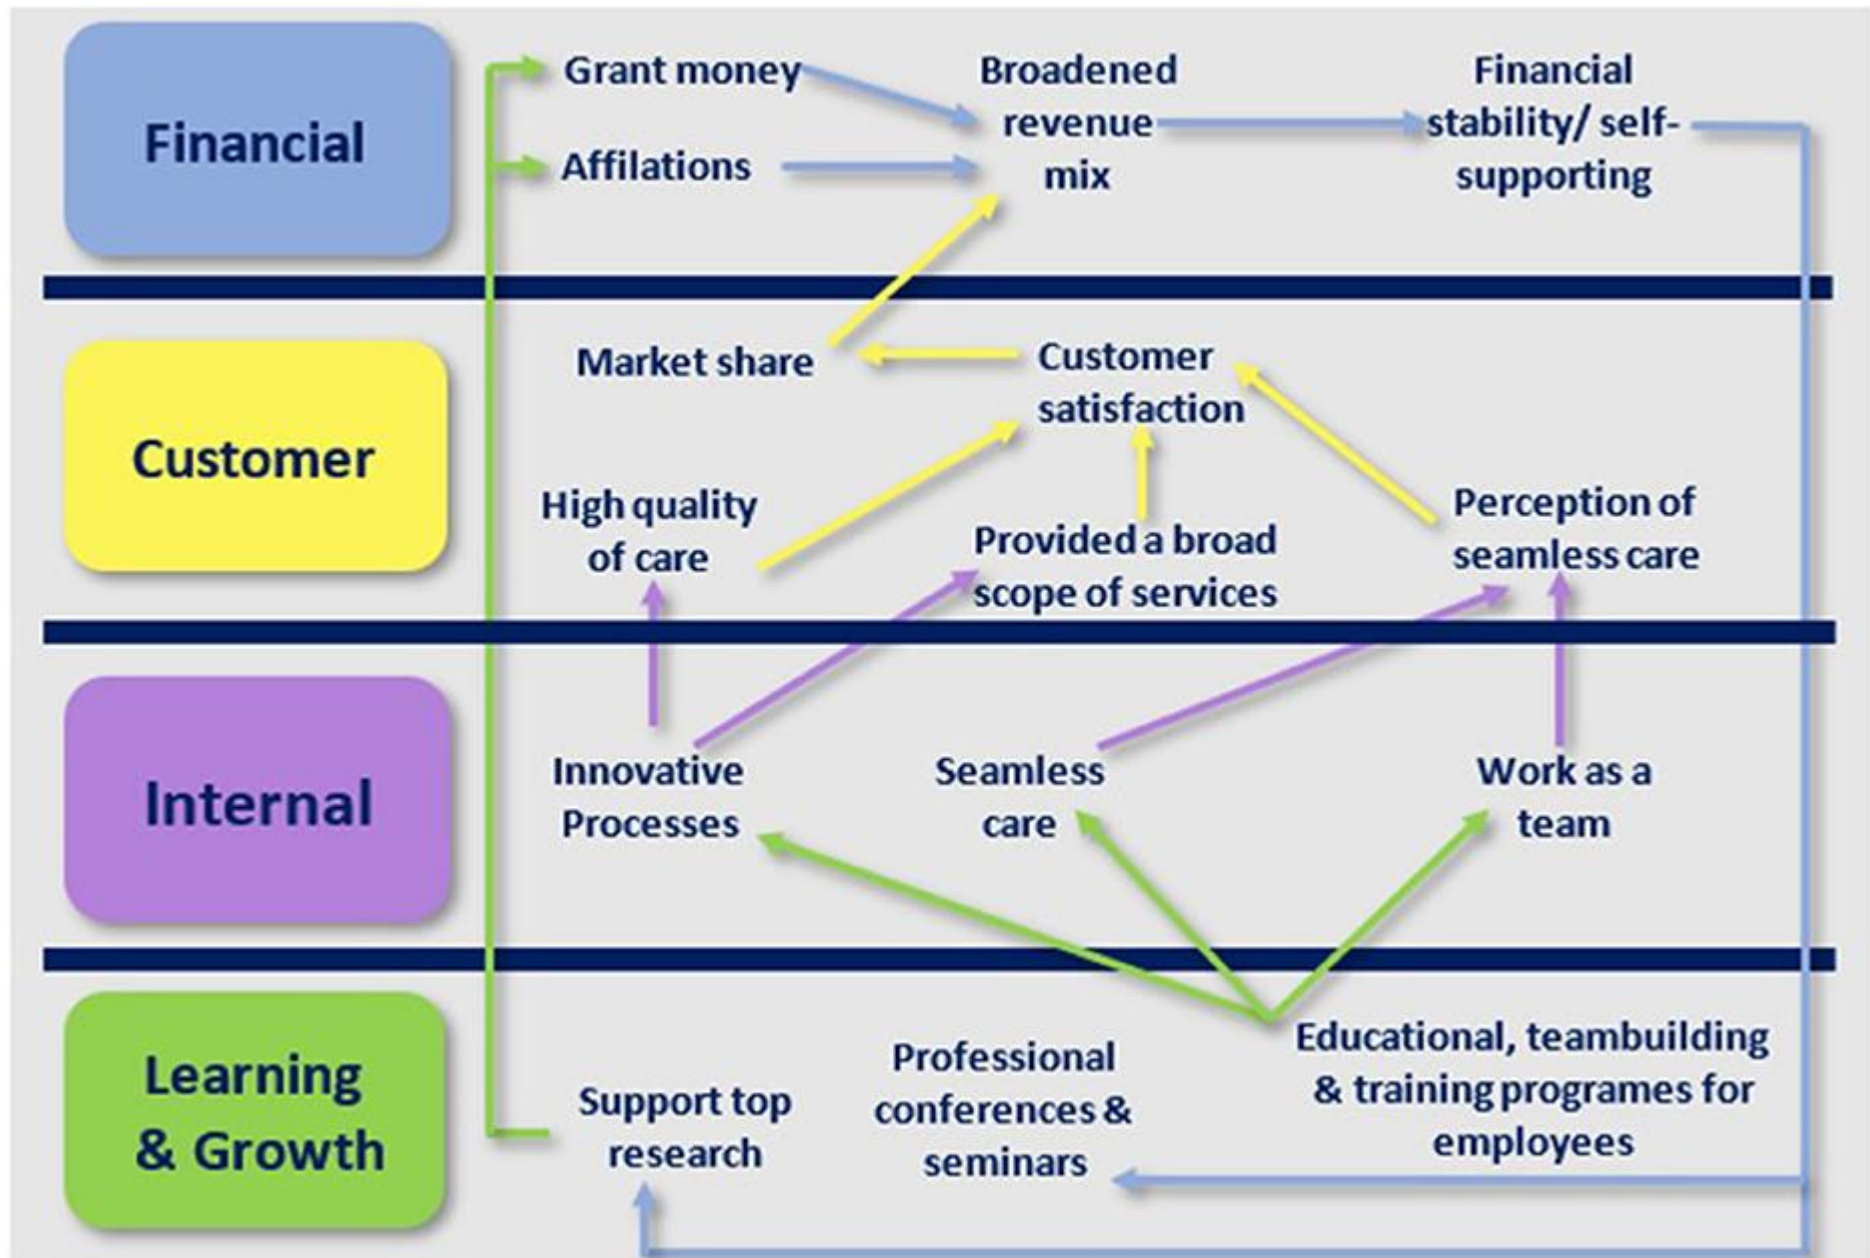 Financial
Grant money
Affilations
Broadened
revenue
mix
Financial
stability/ self-
supporting
Customer
Market share
Customer
satisfaction
High quality
of care
Provided a broad
scope of services
Perception of
seamless care
Internal
Innovative
Processes
Seamless
care
Work as a
team
Learning
& Growth
Support top
research
Professional
conferences &
seminars
Educational, teambuilding
& training programes for
employees